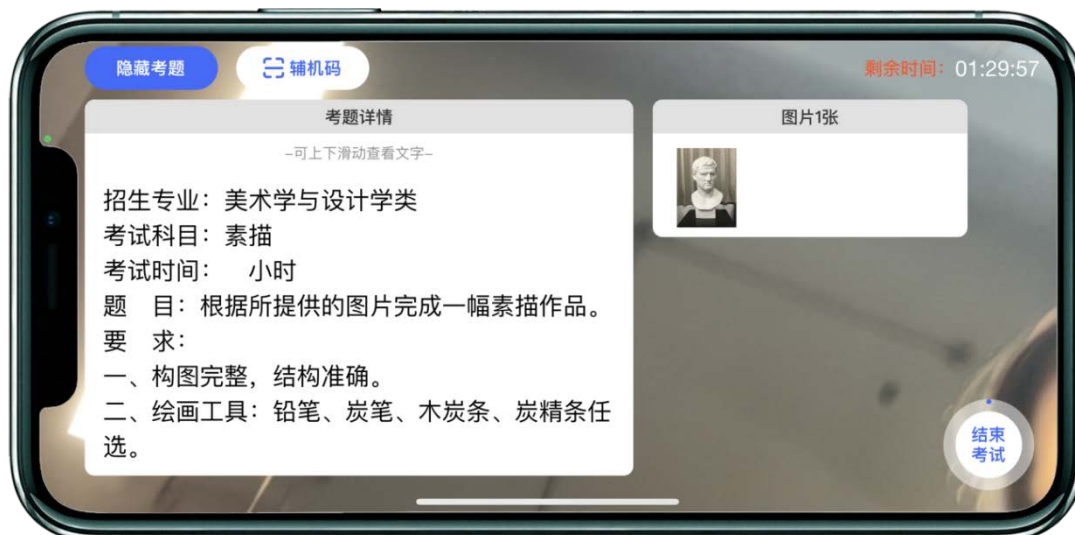 隐藏考题
辅机码
剩余时间：01:29:57
考题详情
–可上下滑动查看文字–
招生专业：美术学与设计学类
考试科目：素描
考试时间：　小时
题　目：根据所提供的图片完成一幅素描作品。
要　求：
一、构图完整，结构准确。
二、绘画工具：铅笔、炭笔、木炭条、炭精条任
选。
图片1张
结束
考试